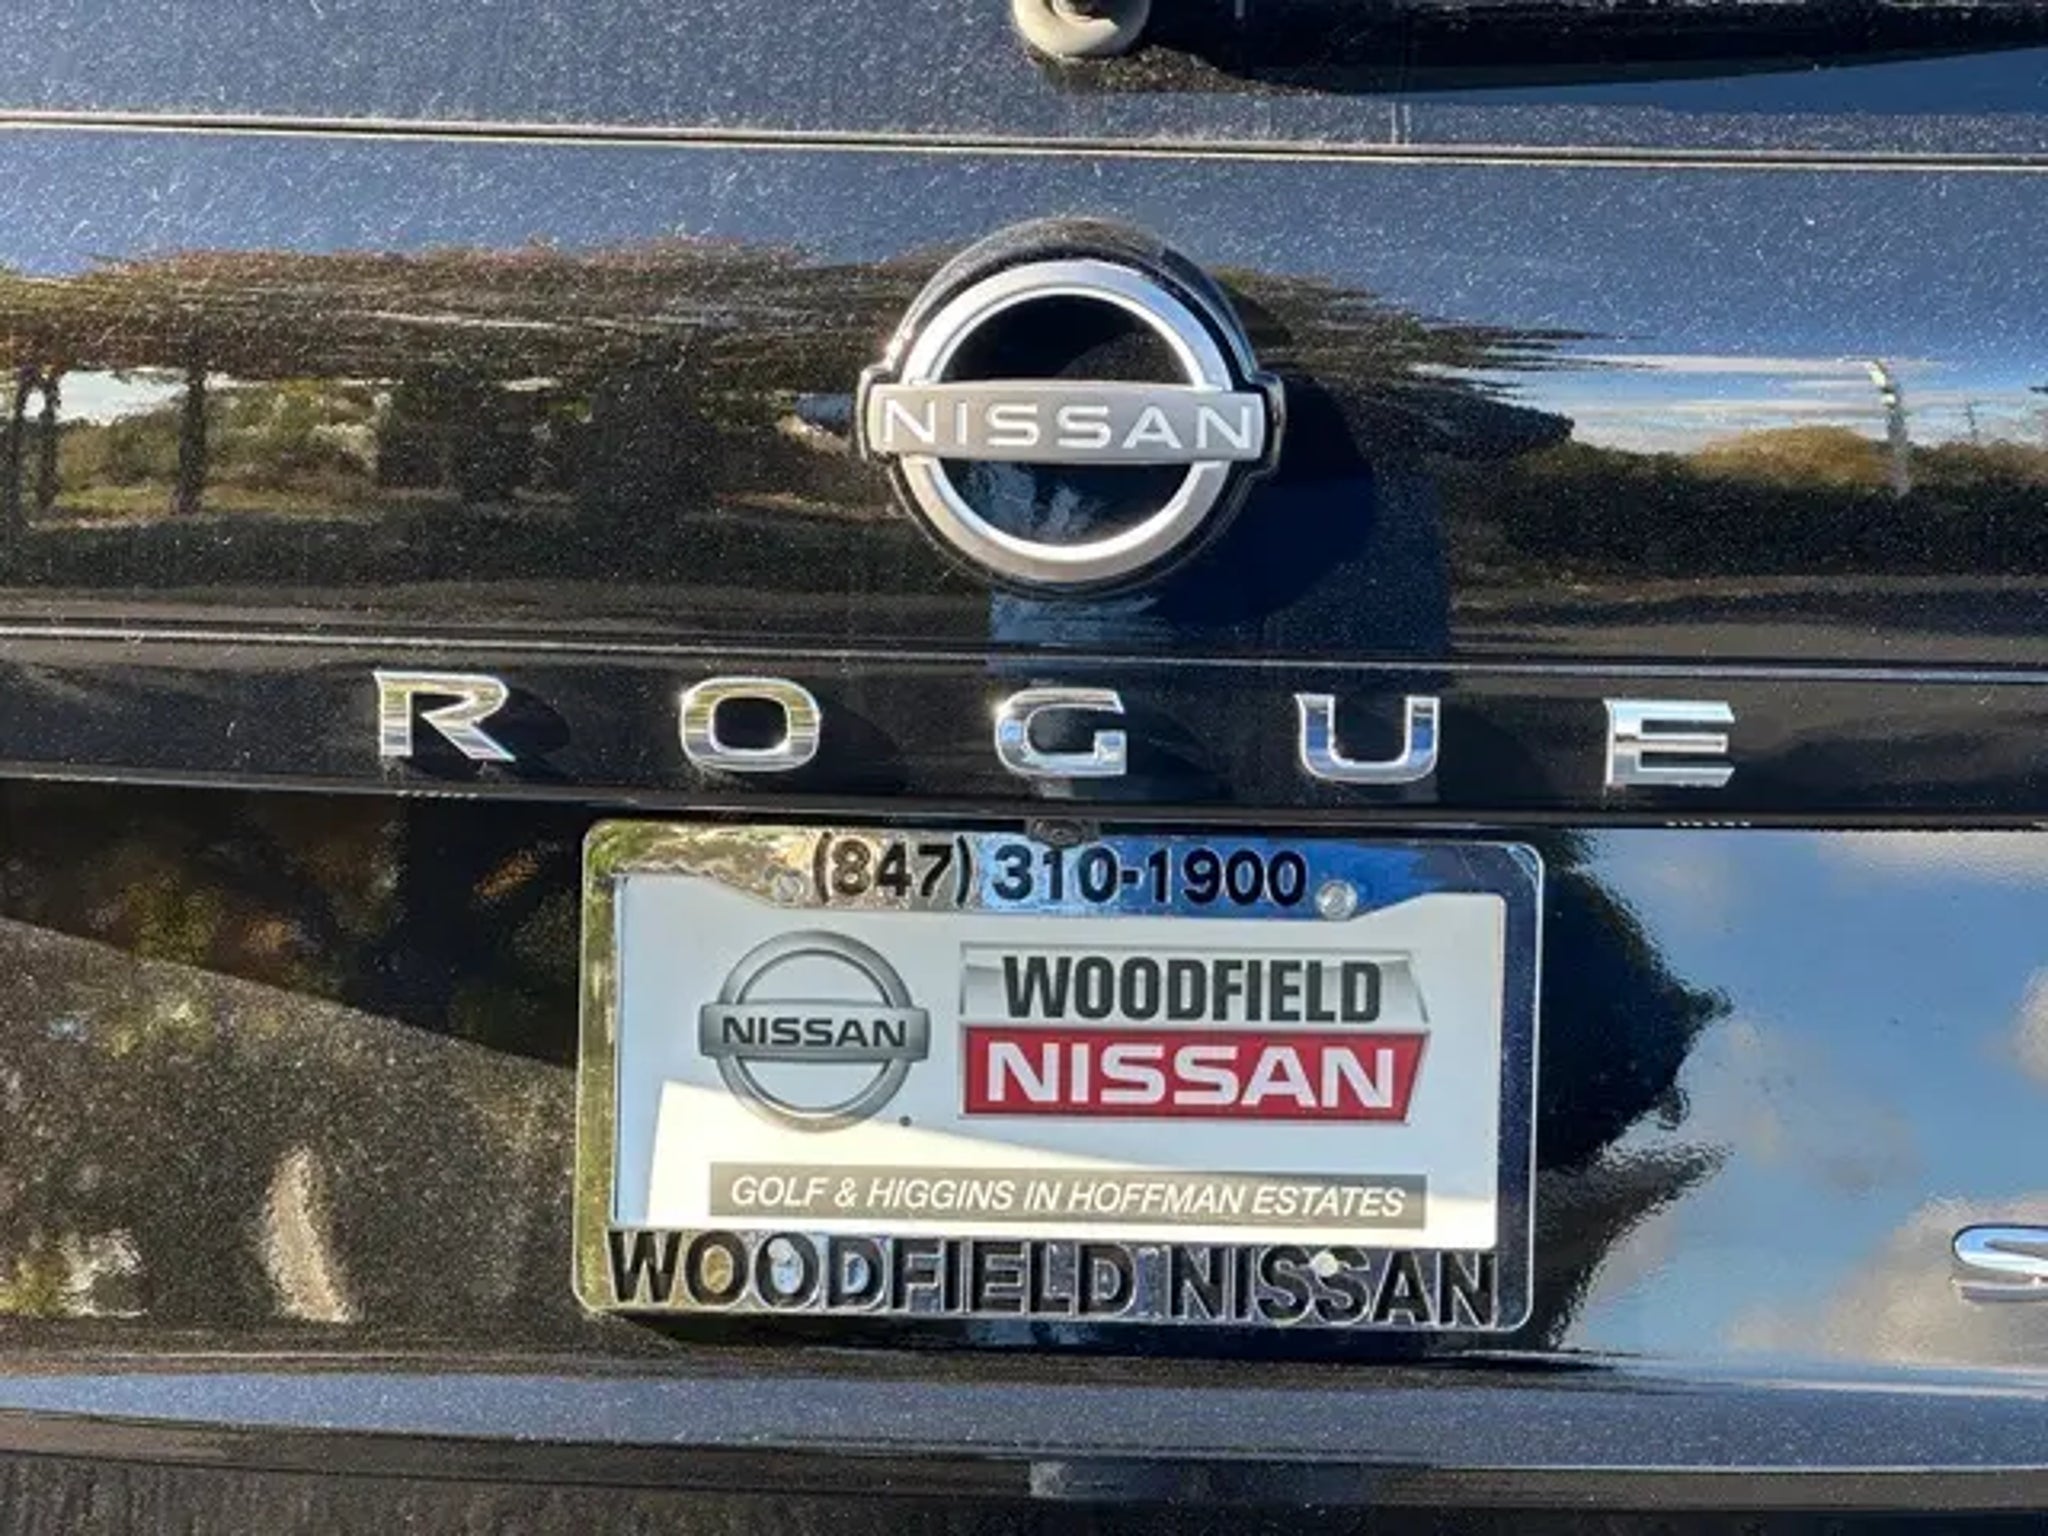 NISSAN
ROGUE
(847) 310-1900
NISSAN
WOODFIELD
NISSAN
GOLF & HIGGINS IN HOFFMAN ESTATES
WOODFIELD NISSAN
S